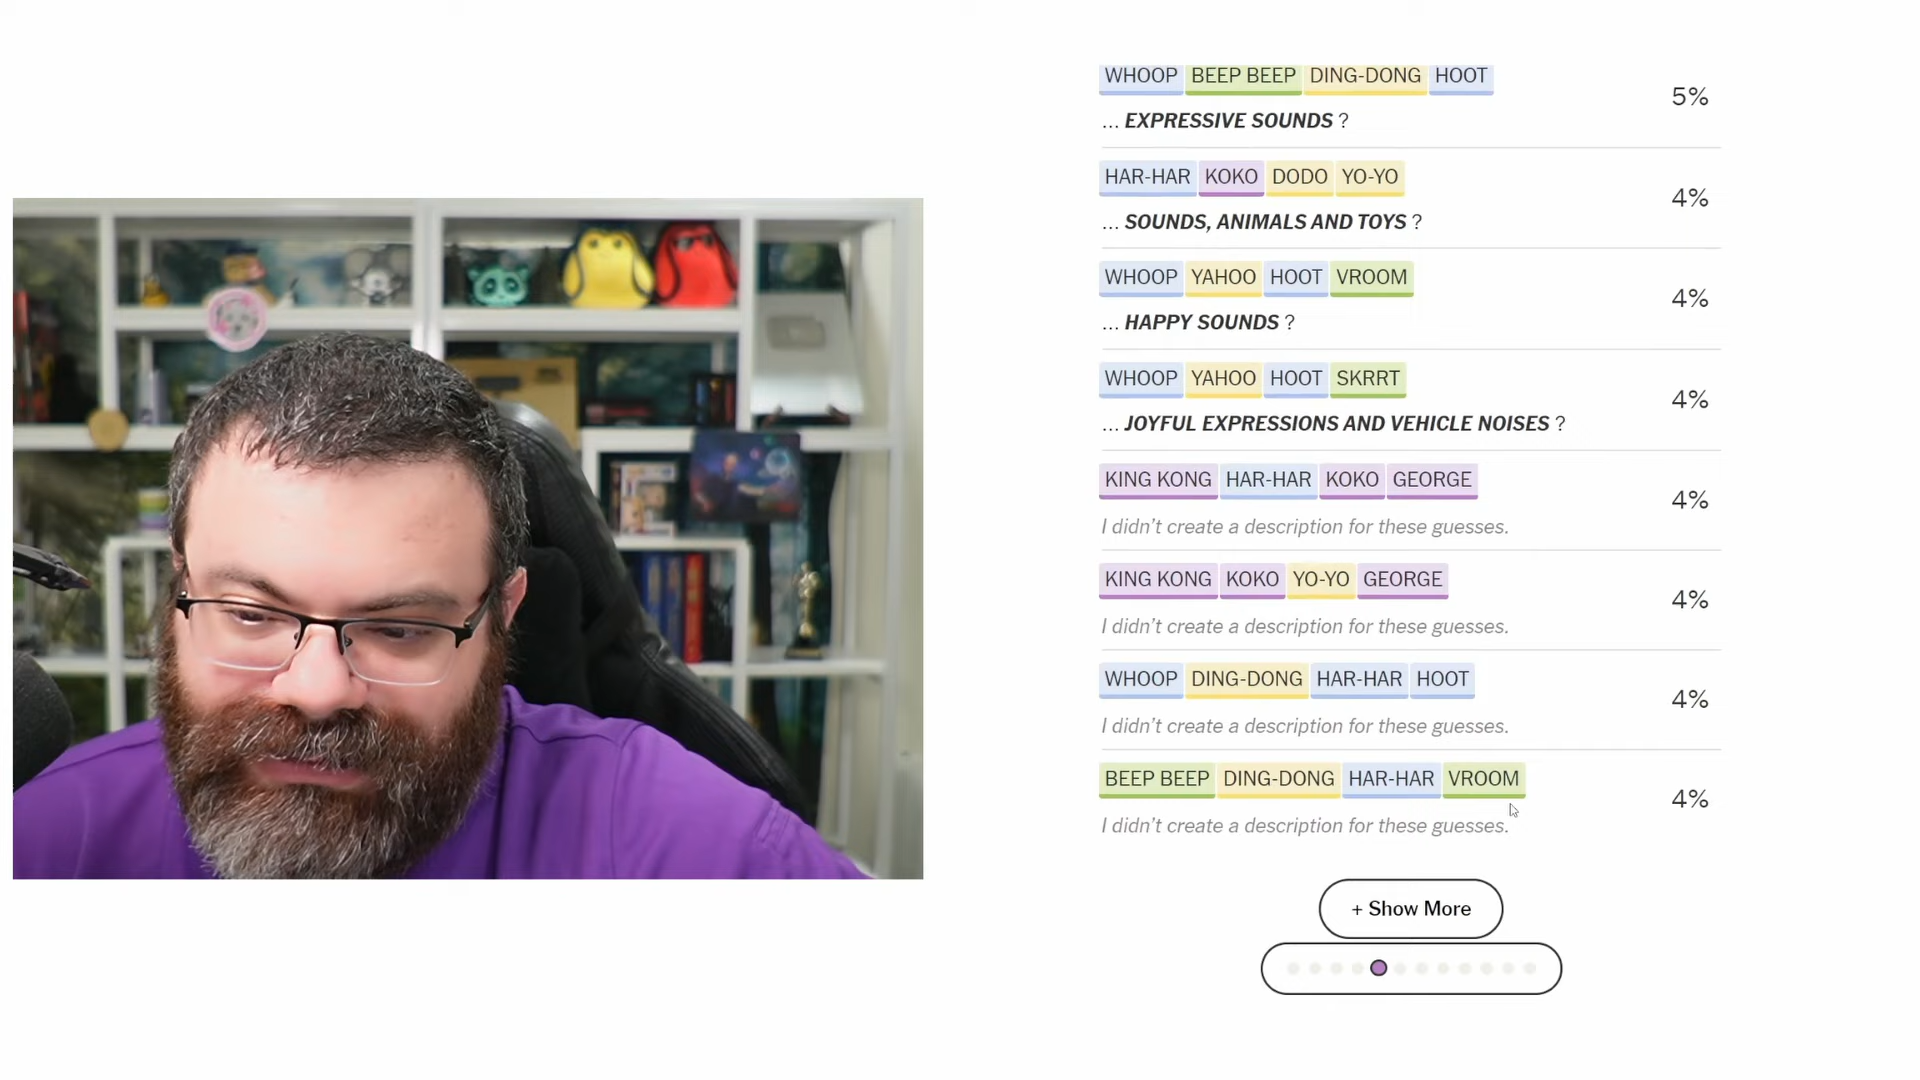 WHOOP BEEP BEEP DING-DONG HOOT
5%
... EXPRESSIVE SOUNDS ?
HAR-HAR KOKO DODO YO-YO
4%
... SOUNDS, ANIMALS AND TOYS ?
WHOOP YAHOO HOOT VROOM
4%
... HAPPY SOUNDS ?
WHOOP YAHOO HOOT SKRRT
4%
... JOYFUL EXPRESSIONS AND VEHICLE NOISES ?
KING KONG HAR-HAR KOKO GEORGE
4%
I didn’t create a description for these guesses.
KING KONG KOKO YO-YO GEORGE
4%
I didn’t create a description for these guesses.
WHOOP DING-DONG HAR-HAR HOOT
4%
I didn’t create a description for these guesses.
BEEP BEEP DING-DONG HAR-HAR VROOM
4%
I didn’t create a description for these guesses.
+ Show More